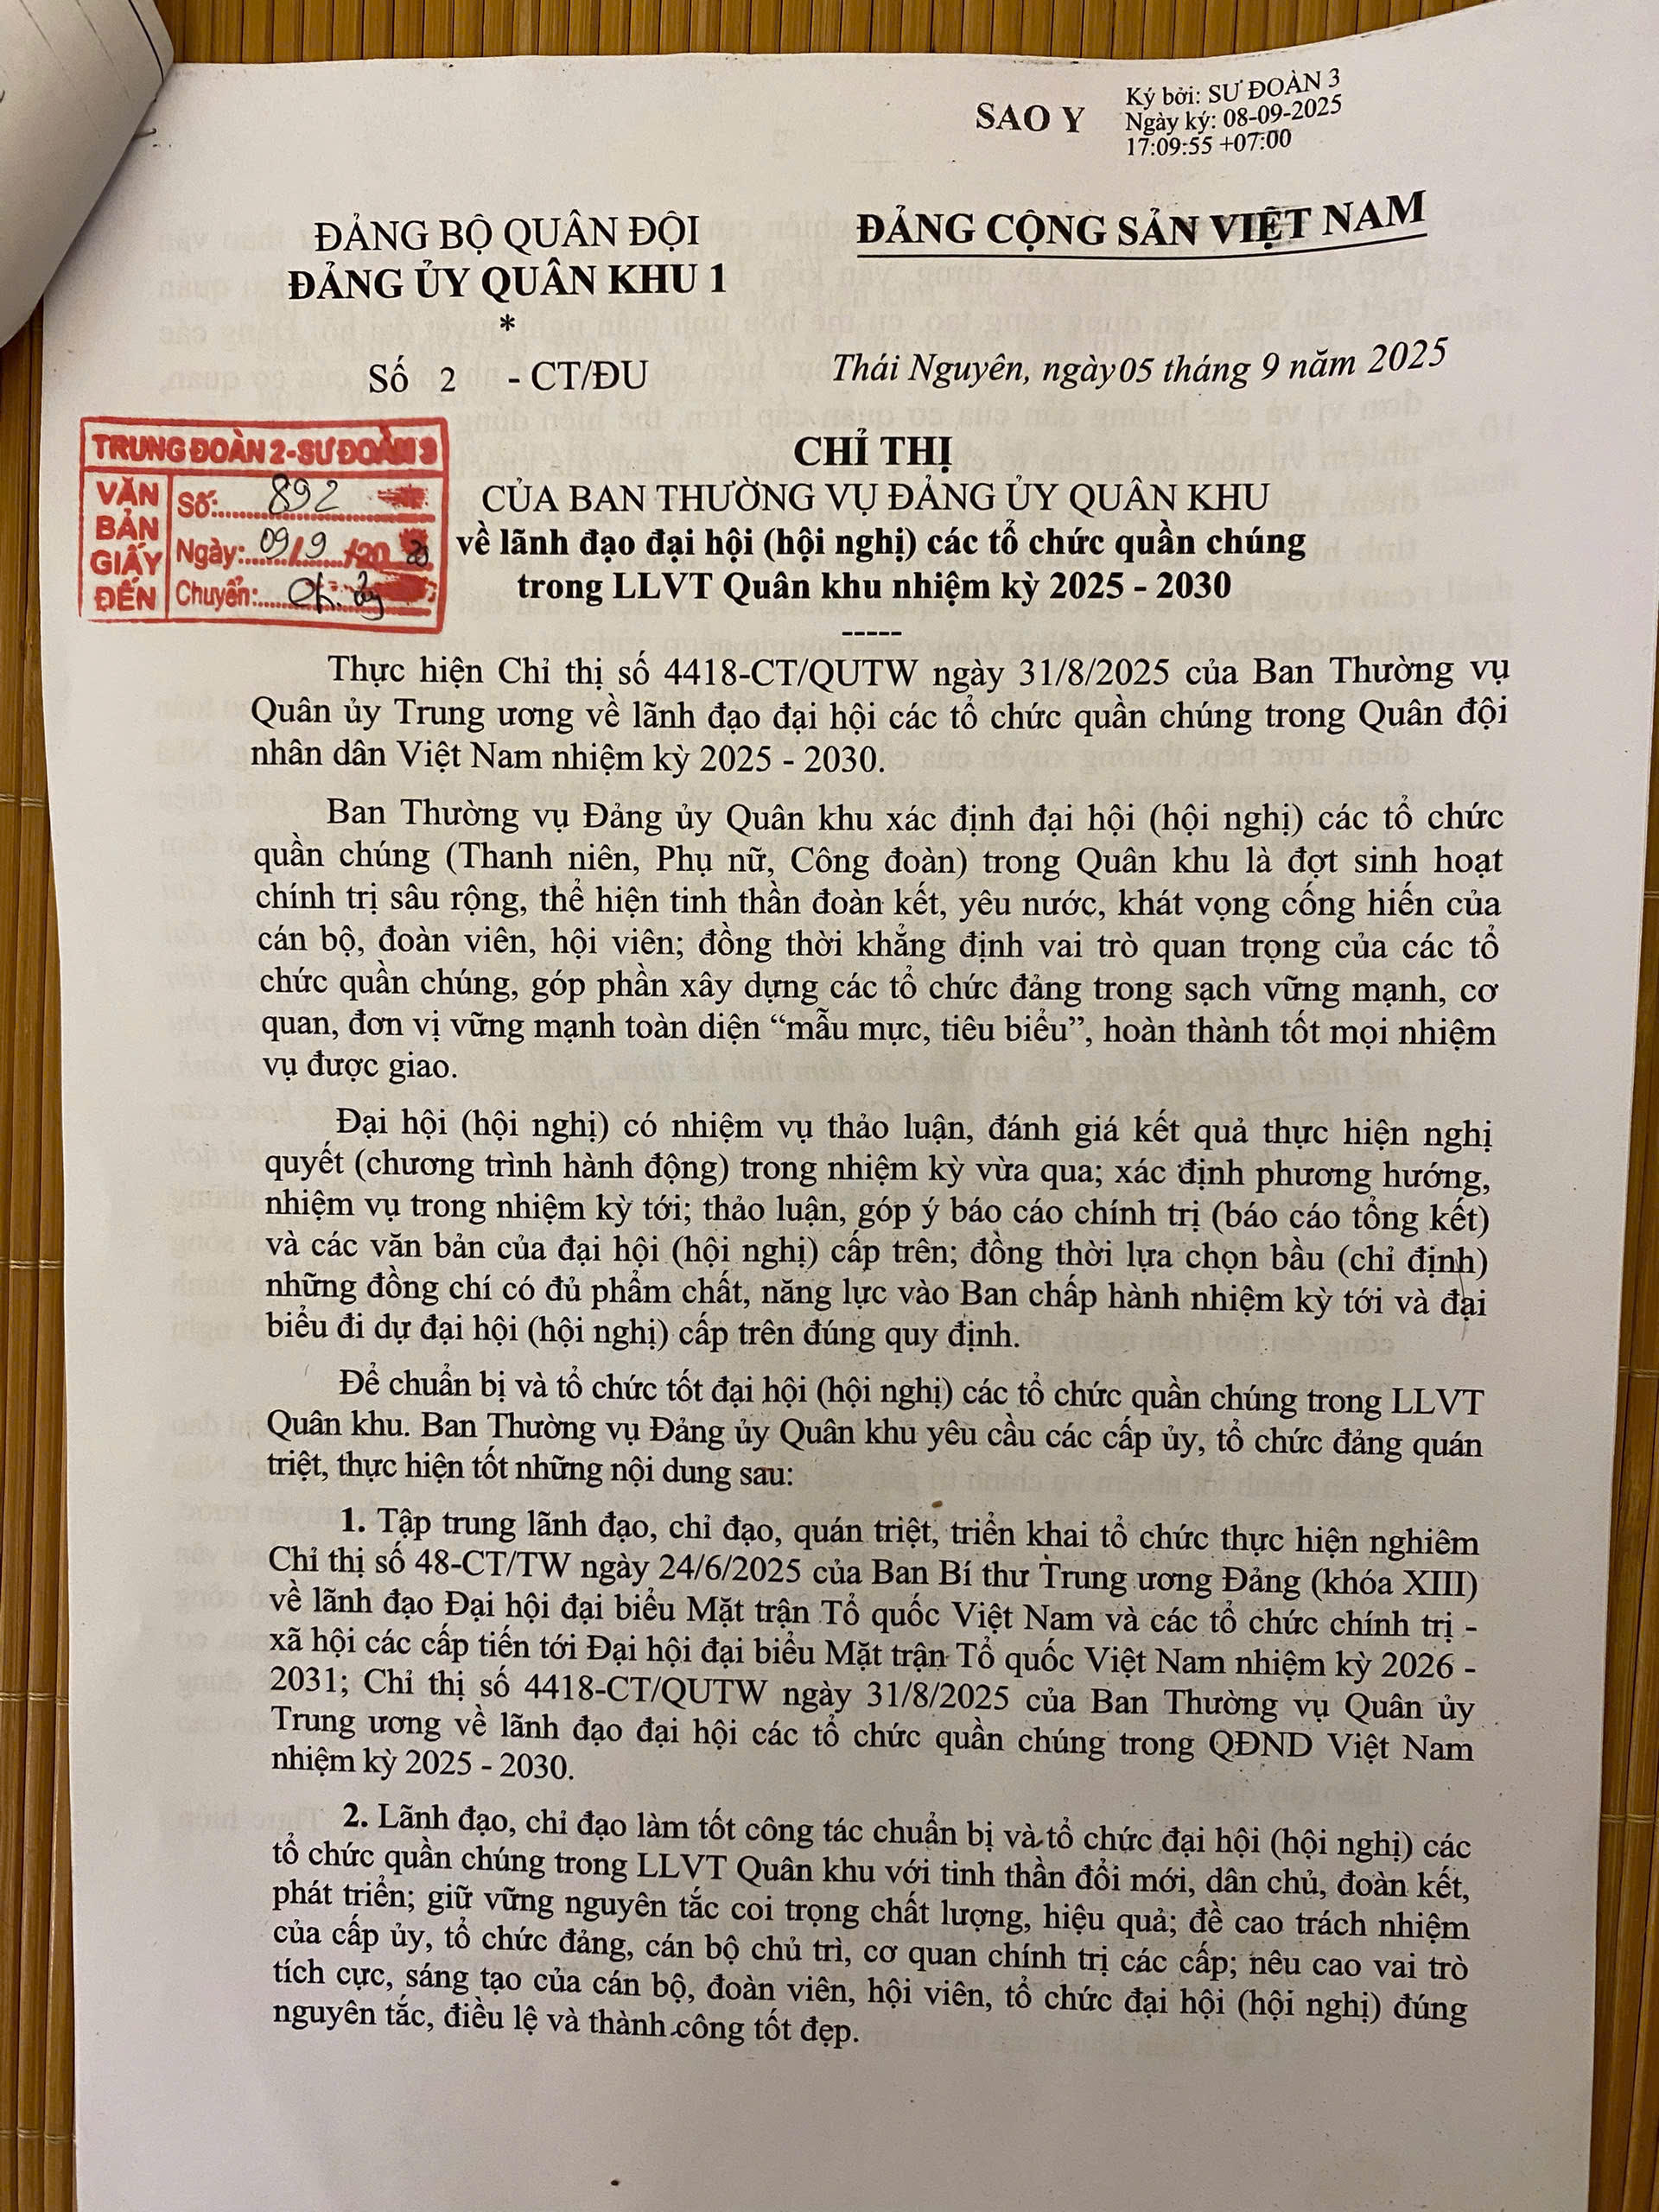 SAO Y
Ký bởi: SƯ ĐOÀN 3
Ngày ký: 08-09-2025
17:09:55 +07:00
ĐẢNG BỘ QUÂN ĐỘI
ĐẢNG ỦY QUÂN KHU 1
*
Số 2 - CT/ĐU
ĐẢNG CỘNG SẢN VIỆT NAM
Thái Nguyên, ngày 05 tháng 9 năm 2025
TRUNG ĐOÀN 2-SƯ ĐOÀN 3
VĂN BẢN GIẤY ĐẾN
Số: 892
Ngày: 09/9/20
Chuyển:
CHỈ THỊ
CỦA BAN THƯỜNG VỤ ĐẢNG ỦY QUÂN KHU
về lãnh đạo đại hội (hội nghị) các tổ chức quần chúng
trong LLVT Quân khu nhiệm kỳ 2025 - 2030
-----
Thực hiện Chỉ thị số 4418-CT/QUTW ngày 31/8/2025 của Ban Thường vụ
Quân ủy Trung ương về lãnh đạo đại hội các tổ chức quần chúng trong Quân đội
nhân dân Việt Nam nhiệm kỳ 2025 - 2030.
Ban Thường vụ Đảng ủy Quân khu xác định đại hội (hội nghị) các tổ chức
quần chúng (Thanh niên, Phụ nữ, Công đoàn) trong Quân khu là đợt sinh hoạt
chính trị sâu rộng, thể hiện tinh thần đoàn kết, yêu nước, khát vọng cống hiến của
cán bộ, đoàn viên, hội viên; đồng thời khẳng định vai trò quan trọng của các tổ
chức quần chúng, góp phần xây dựng các tổ chức đảng trong sạch vững mạnh, cơ
quan, đơn vị vững mạnh toàn diện “mẫu mực, tiêu biểu”, hoàn thành tốt mọi nhiệm
vụ được giao.
Đại hội (hội nghị) có nhiệm vụ thảo luận, đánh giá kết quả thực hiện nghị
quyết (chương trình hành động) trong nhiệm kỳ vừa qua; xác định phương hướng,
nhiệm vụ trong nhiệm kỳ tới; thảo luận, góp ý báo cáo chính trị (báo cáo tổng kết)
và các văn bản của đại hội (hội nghị) cấp trên; đồng thời lựa chọn bầu (chỉ định)
những đồng chí có đủ phẩm chất, năng lực vào Ban chấp hành nhiệm kỳ tới và đại
biểu đi dự đại hội (hội nghị) cấp trên đúng quy định.
Để chuẩn bị và tổ chức tốt đại hội (hội nghị) các tổ chức quần chúng trong LLVT
Quân khu. Ban Thường vụ Đảng ủy Quân khu yêu cầu các cấp ủy, tổ chức đảng quán
triệt, thực hiện tốt những nội dung sau:
1. Tập trung lãnh đạo, chỉ đạo, quán triệt, triển khai tổ chức thực hiện nghiêm
Chỉ thị số 48-CT/TW ngày 24/6/2025 của Ban Bí thư Trung ương Đảng (khóa XIII)
về lãnh đạo Đại hội đại biểu Mặt trận Tổ quốc Việt Nam và các tổ chức chính trị -
xã hội các cấp tiến tới Đại hội đại biểu Mặt trận Tổ quốc Việt Nam nhiệm kỳ 2026 -
2031; Chỉ thị số 4418-CT/QUTW ngày 31/8/2025 của Ban Thường vụ Quân ủy
Trung ương về lãnh đạo đại hội các tổ chức quần chúng trong QĐND Việt Nam
nhiệm kỳ 2025 - 2030.
2. Lãnh đạo, chỉ đạo làm tốt công tác chuẩn bị và tổ chức đại hội (hội nghị) các
tổ chức quần chúng trong LLVT Quân khu với tinh thần đổi mới, dân chủ, đoàn kết,
phát triển; giữ vững nguyên tắc coi trọng chất lượng, hiệu quả; đề cao trách nhiệm
của cấp ủy, tổ chức đảng, cán bộ chủ trì, cơ quan chính trị các cấp; nêu cao vai trò
tích cực, sáng tạo của cán bộ, đoàn viên, hội viên, tổ chức đại hội (hội nghị) đúng
nguyên tắc, điều lệ và thành công tốt đẹp.